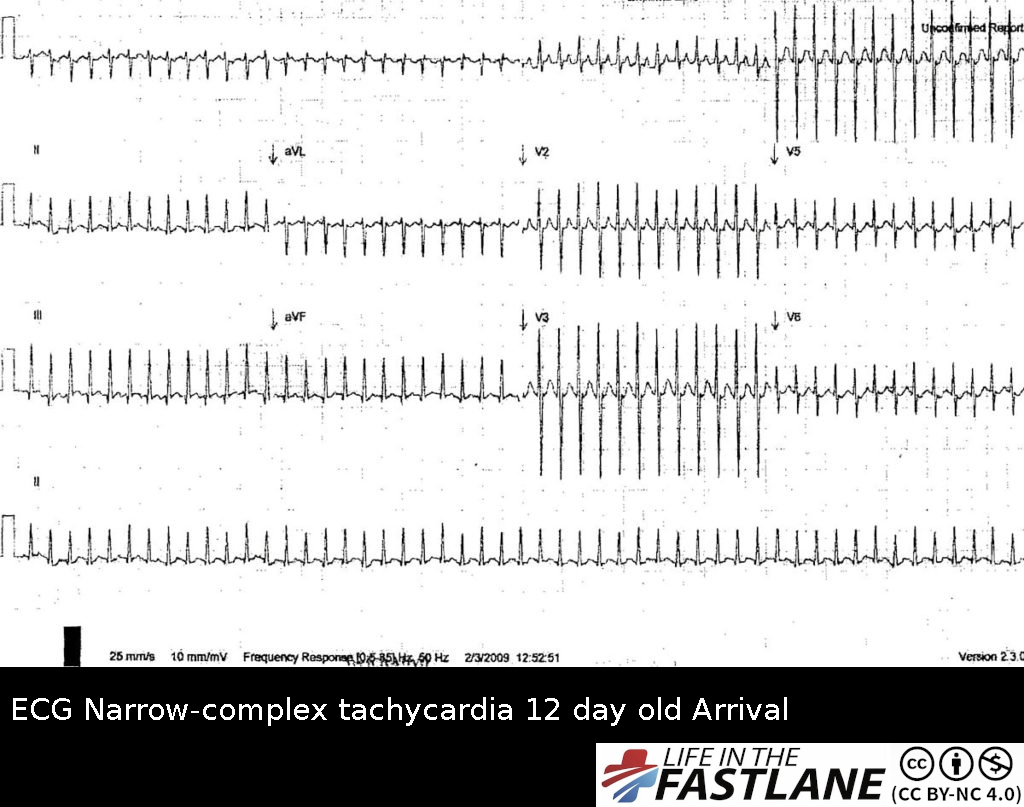 Unconfirmed Report
II aVL V2 V5
III aVF V3 V6
II
25 mm/s 10 mm/mV Frequency Response [0.5-35] Hz, 50 Hz 2/3/2009 12:52:51 Version 2.3.0
ECG Narrow-complex tachycardia 12 day old Arrival
LIFE IN THE
FASTLANE
(CC BY-NC 4.0)